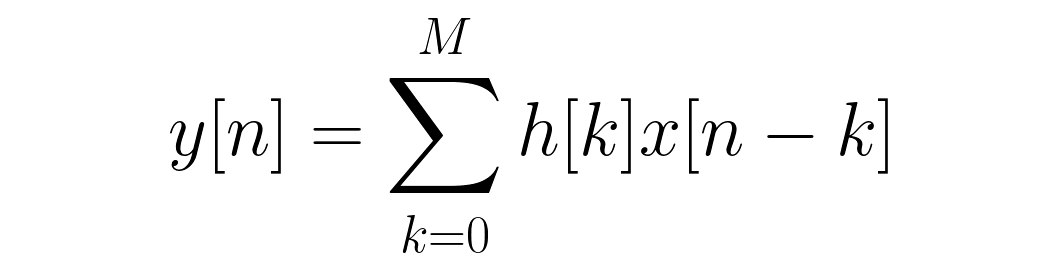 y[n] = \sum_{k=0}^{M} h[k]x[n - k]